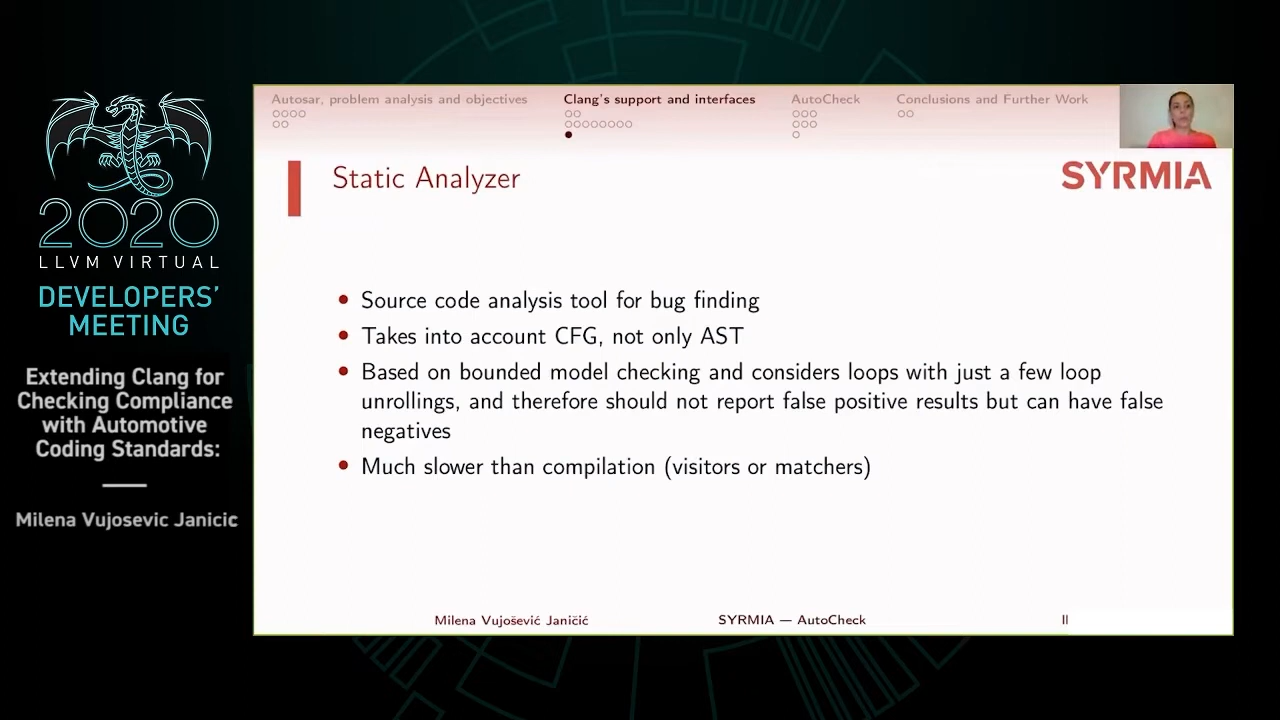 2020
LLVM VIRTUAL
DEVELOPERS'
MEETING
Extending Clang for
Checking Compliance
with Automotive
Coding Standards:
Milena Vujosevic Janicic
Autosar, problem analysis and objectives
Clang's support and interfaces
AutoCheck
Conclusions and Further Work
Static Analyzer
SYRMIA
• Source code analysis tool for bug finding
• Takes into account CFG, not only AST
• Based on bounded model checking and considers loops with just a few loop
unrollings, and therefore should not report false positive results but can have false
negatives
• Much slower than compilation (visitors or matchers)
Milena Vujošević Janičić
SYRMIA — AutoCheck